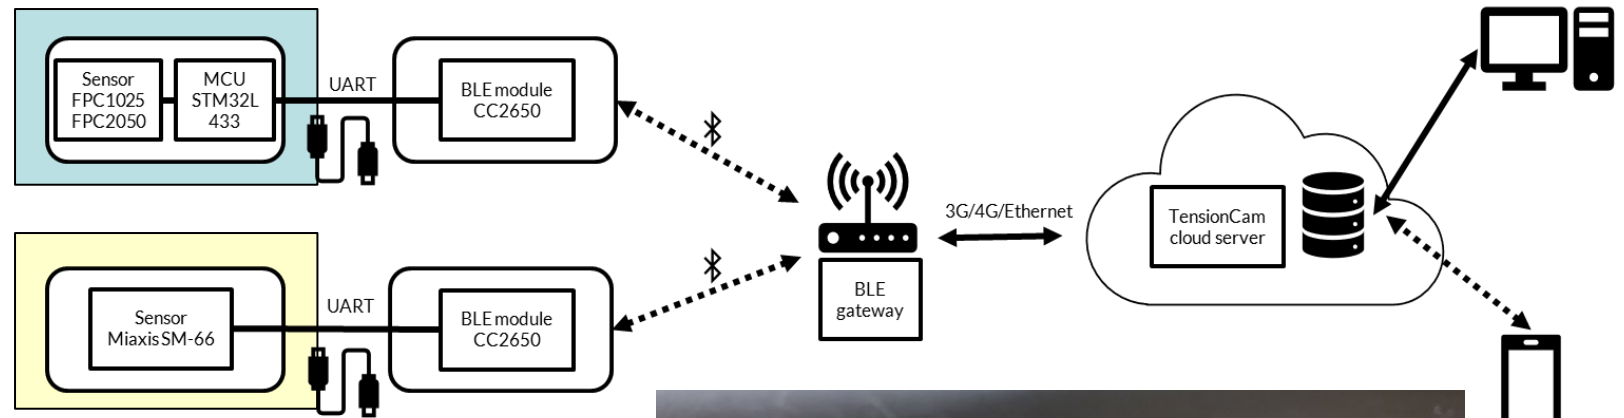 Sensor
FPC1025
FPC2050
MCU
STM32L
433
UART
BLE module
CC2650
Sensor
Miaxis SM-66
UART
BLE module
CC2650
BLE
gateway
3G/4G/Ethernet
TensionCam
cloud server